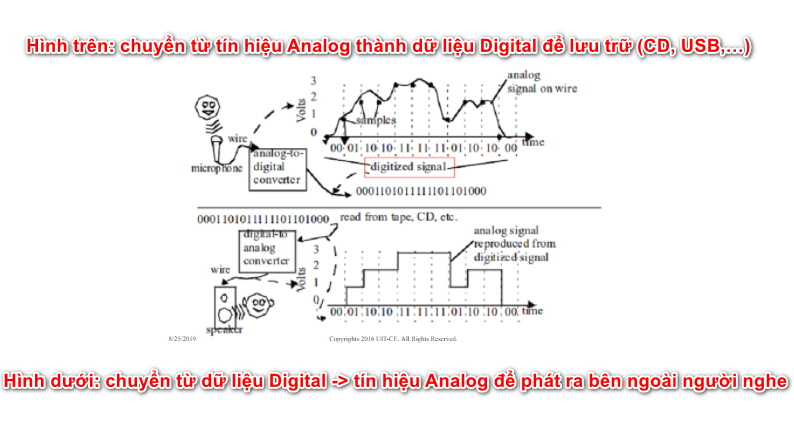 Hình trên: chuyển từ tín hiệu Analog thành dữ liệu Digital để lưu trữ (CD, USB,...)
analog
signal on wire
3
2
1
0
Volts
samples
wire
microphone
analog-to-
digital
converter
00 01 10 10 11 11 11 01 10 10 00
time
digitized signal
0001101011111101101000
0001101011111101101000
read from tape, CD, etc.
digital-to
analog
converter
analog signal
reproduced from
digitized signal
3
2
1
0
Volts
wire
speaker
00 01 10 10 11 11 11 01 10 10 00
time
8/25/2019
Copyrights 2016 UIT-CE. All Rights Reserved.
Hình dưới: chuyển từ dữ liệu Digital -> tín hiệu Analog để phát ra bên ngoài người nghe